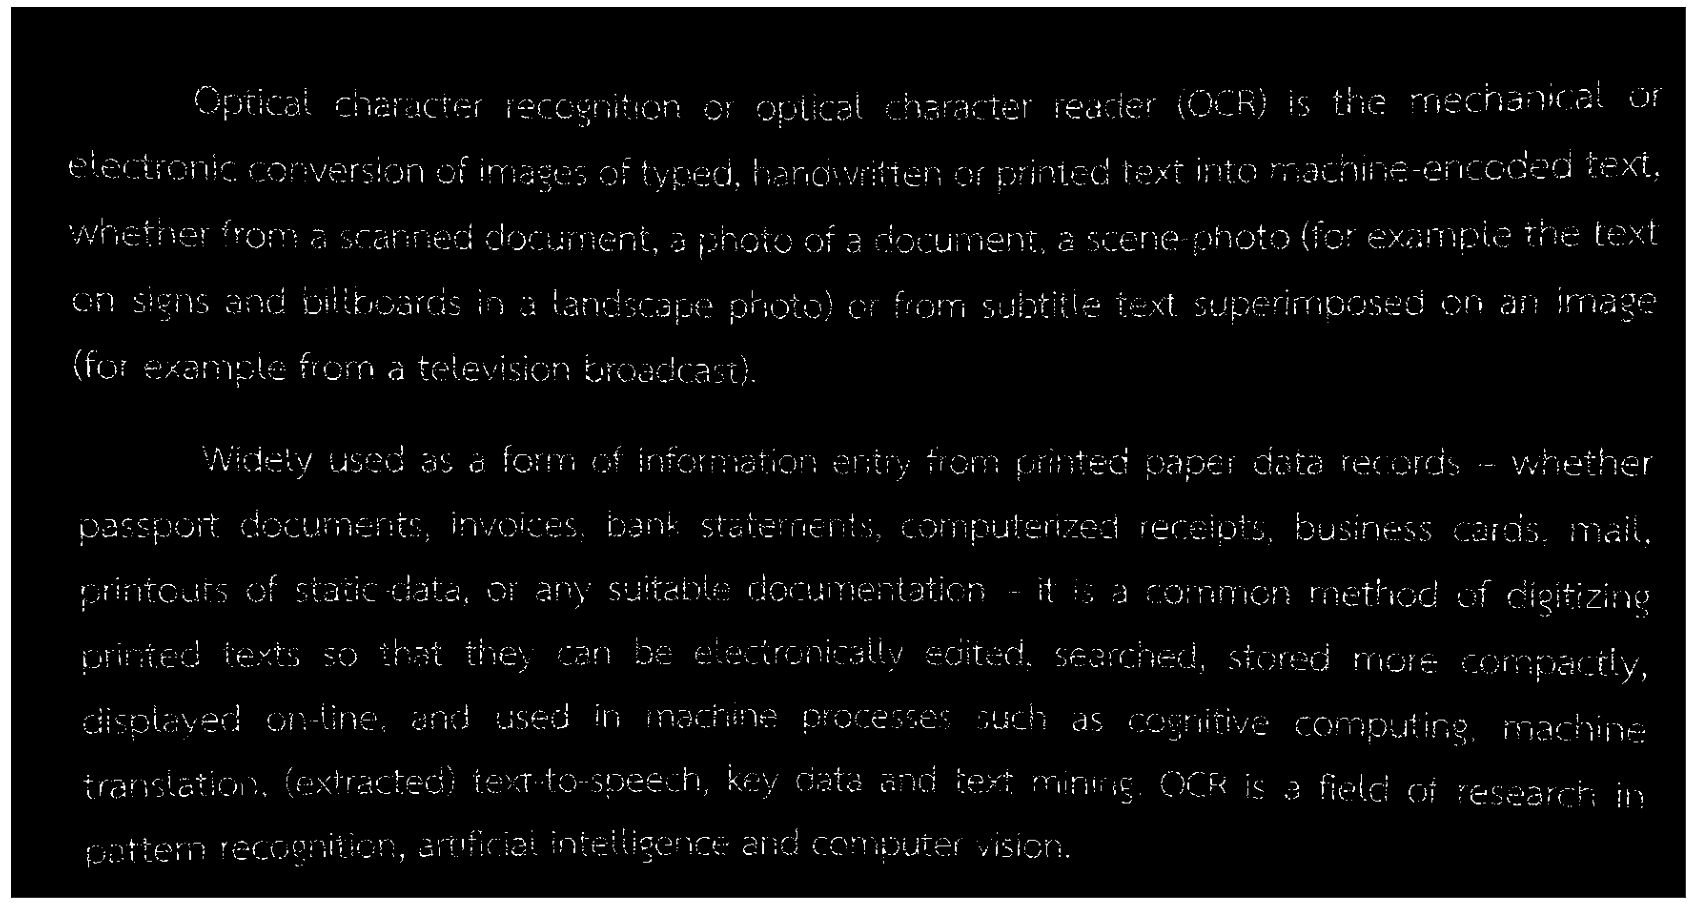 Optical character recognition or optical character reader (OCR) is the mechanical or
electronic conversion of images of typed, handwritten or printed text into machine-encoded text,
whether from a scanned document, a photo of a document, a scene-photo (for example the text
on signs and billboards in a landscape photo) or from subtitle text superimposed on an image
(for example from a television broadcast).
Widely used as a form of information entry from printed paper data records – whether
passport documents, invoices, bank statements, computerized receipts, business cards, mail,
printouts of static-data, or any suitable documentation – it is a common method of digitizing
printed texts so that they can be electronically edited, searched, stored more compactly,
displayed on-line, and used in machine processes such as cognitive computing, machine
translation, (extracted) text-to-speech, key data and text mining. OCR is a field of research in
pattern recognition, artificial intelligence and computer vision.